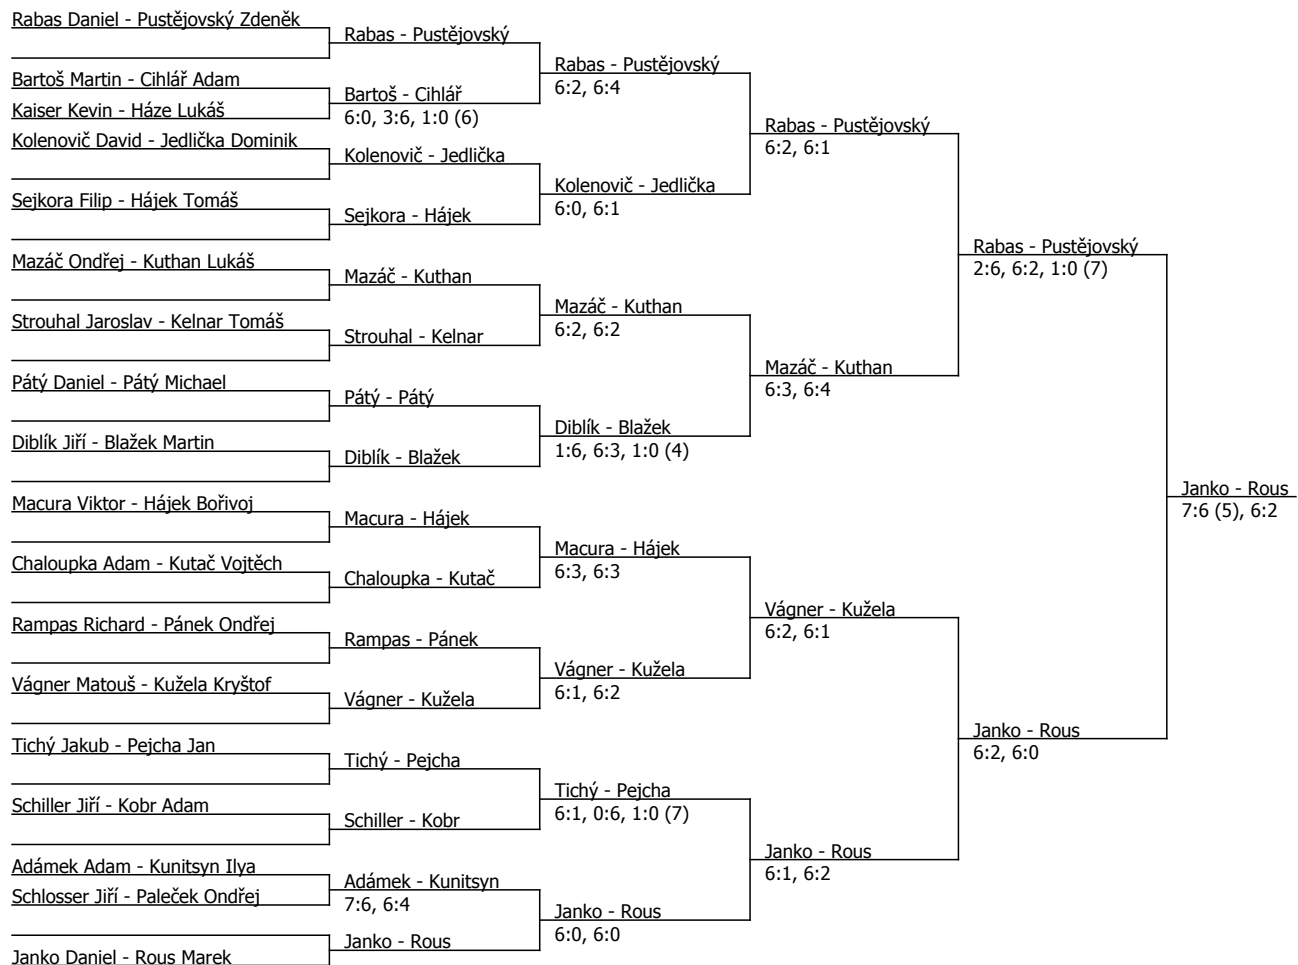 Rabas Daniel - Pustějovský Zdeněk
Bartoš Martin - Cihlář Adam
Kaiser Kevin - Háze Lukáš
Kolenovič David - Jedlička Dominik
Sejkora Filip - Hájek Tomáš
Mazáč Ondřej - Kuthan Lukáš
Strouhal Jaroslav - Kelnar Tomáš
Pátý Daniel - Pátý Michael
Diblík Jiří - Blažek Martin
Macura Viktor - Hájek Bořivoj
Chaloupka Adam - Kutač Vojtěch
Rampas Richard - Pánek Ondřej
Vágner Matouš - Kužela Kryštof
Tichý Jakub - Pejcha Jan
Schiller Jiří - Kobr Adam
Adámek Adam - Kunitsyn Ilya
Schlosser Jiří - Paleček Ondřej
Janko Daniel - Rous Marek
Rabas - Pustějovský
Bartoš - Cihlář
6:0, 3:6, 1:0 (6)
Kolenovič - Jedlička
Sejkora - Hájek
Mazáč - Kuthan
Strouhal - Kelnar
Pátý - Pátý
Diblík - Blažek
Macura - Hájek
Chaloupka - Kutač
Rampas - Pánek
Vágner - Kužela
Tichý - Pejcha
Schiller - Kobr
Adámek - Kunitsyn
7:6, 6:4
Janko - Rous
Rabas - Pustějovský
6:2, 6:4
Kolenovič - Jedlička
6:0, 6:1
Mazáč - Kuthan
6:2, 6:2
Diblík - Blažek
1:6, 6:3, 1:0 (4)
Macura - Hájek
6:3, 6:3
Vágner - Kužela
6:1, 6:2
Tichý - Pejcha
6:1, 0:6, 1:0 (7)
Janko - Rous
6:0, 6:0
Rabas - Pustějovský
6:2, 6:1
Mazáč - Kuthan
6:3, 6:4
Vágner - Kužela
6:2, 6:1
Janko - Rous
6:1, 6:2
Rabas - Pustějovský
2:6, 6:2, 1:0 (7)
Janko - Rous
6:2, 6:0
Janko - Rous
7:6 (5), 6:2